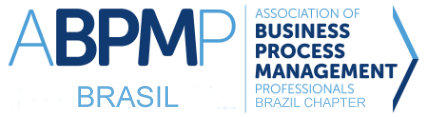 ABPMP
BRASIL
ASSOCIATION OF
BUSINESS
PROCESS
MANAGEMENT
PROFESSIONALS
BRAZIL CHAPTER